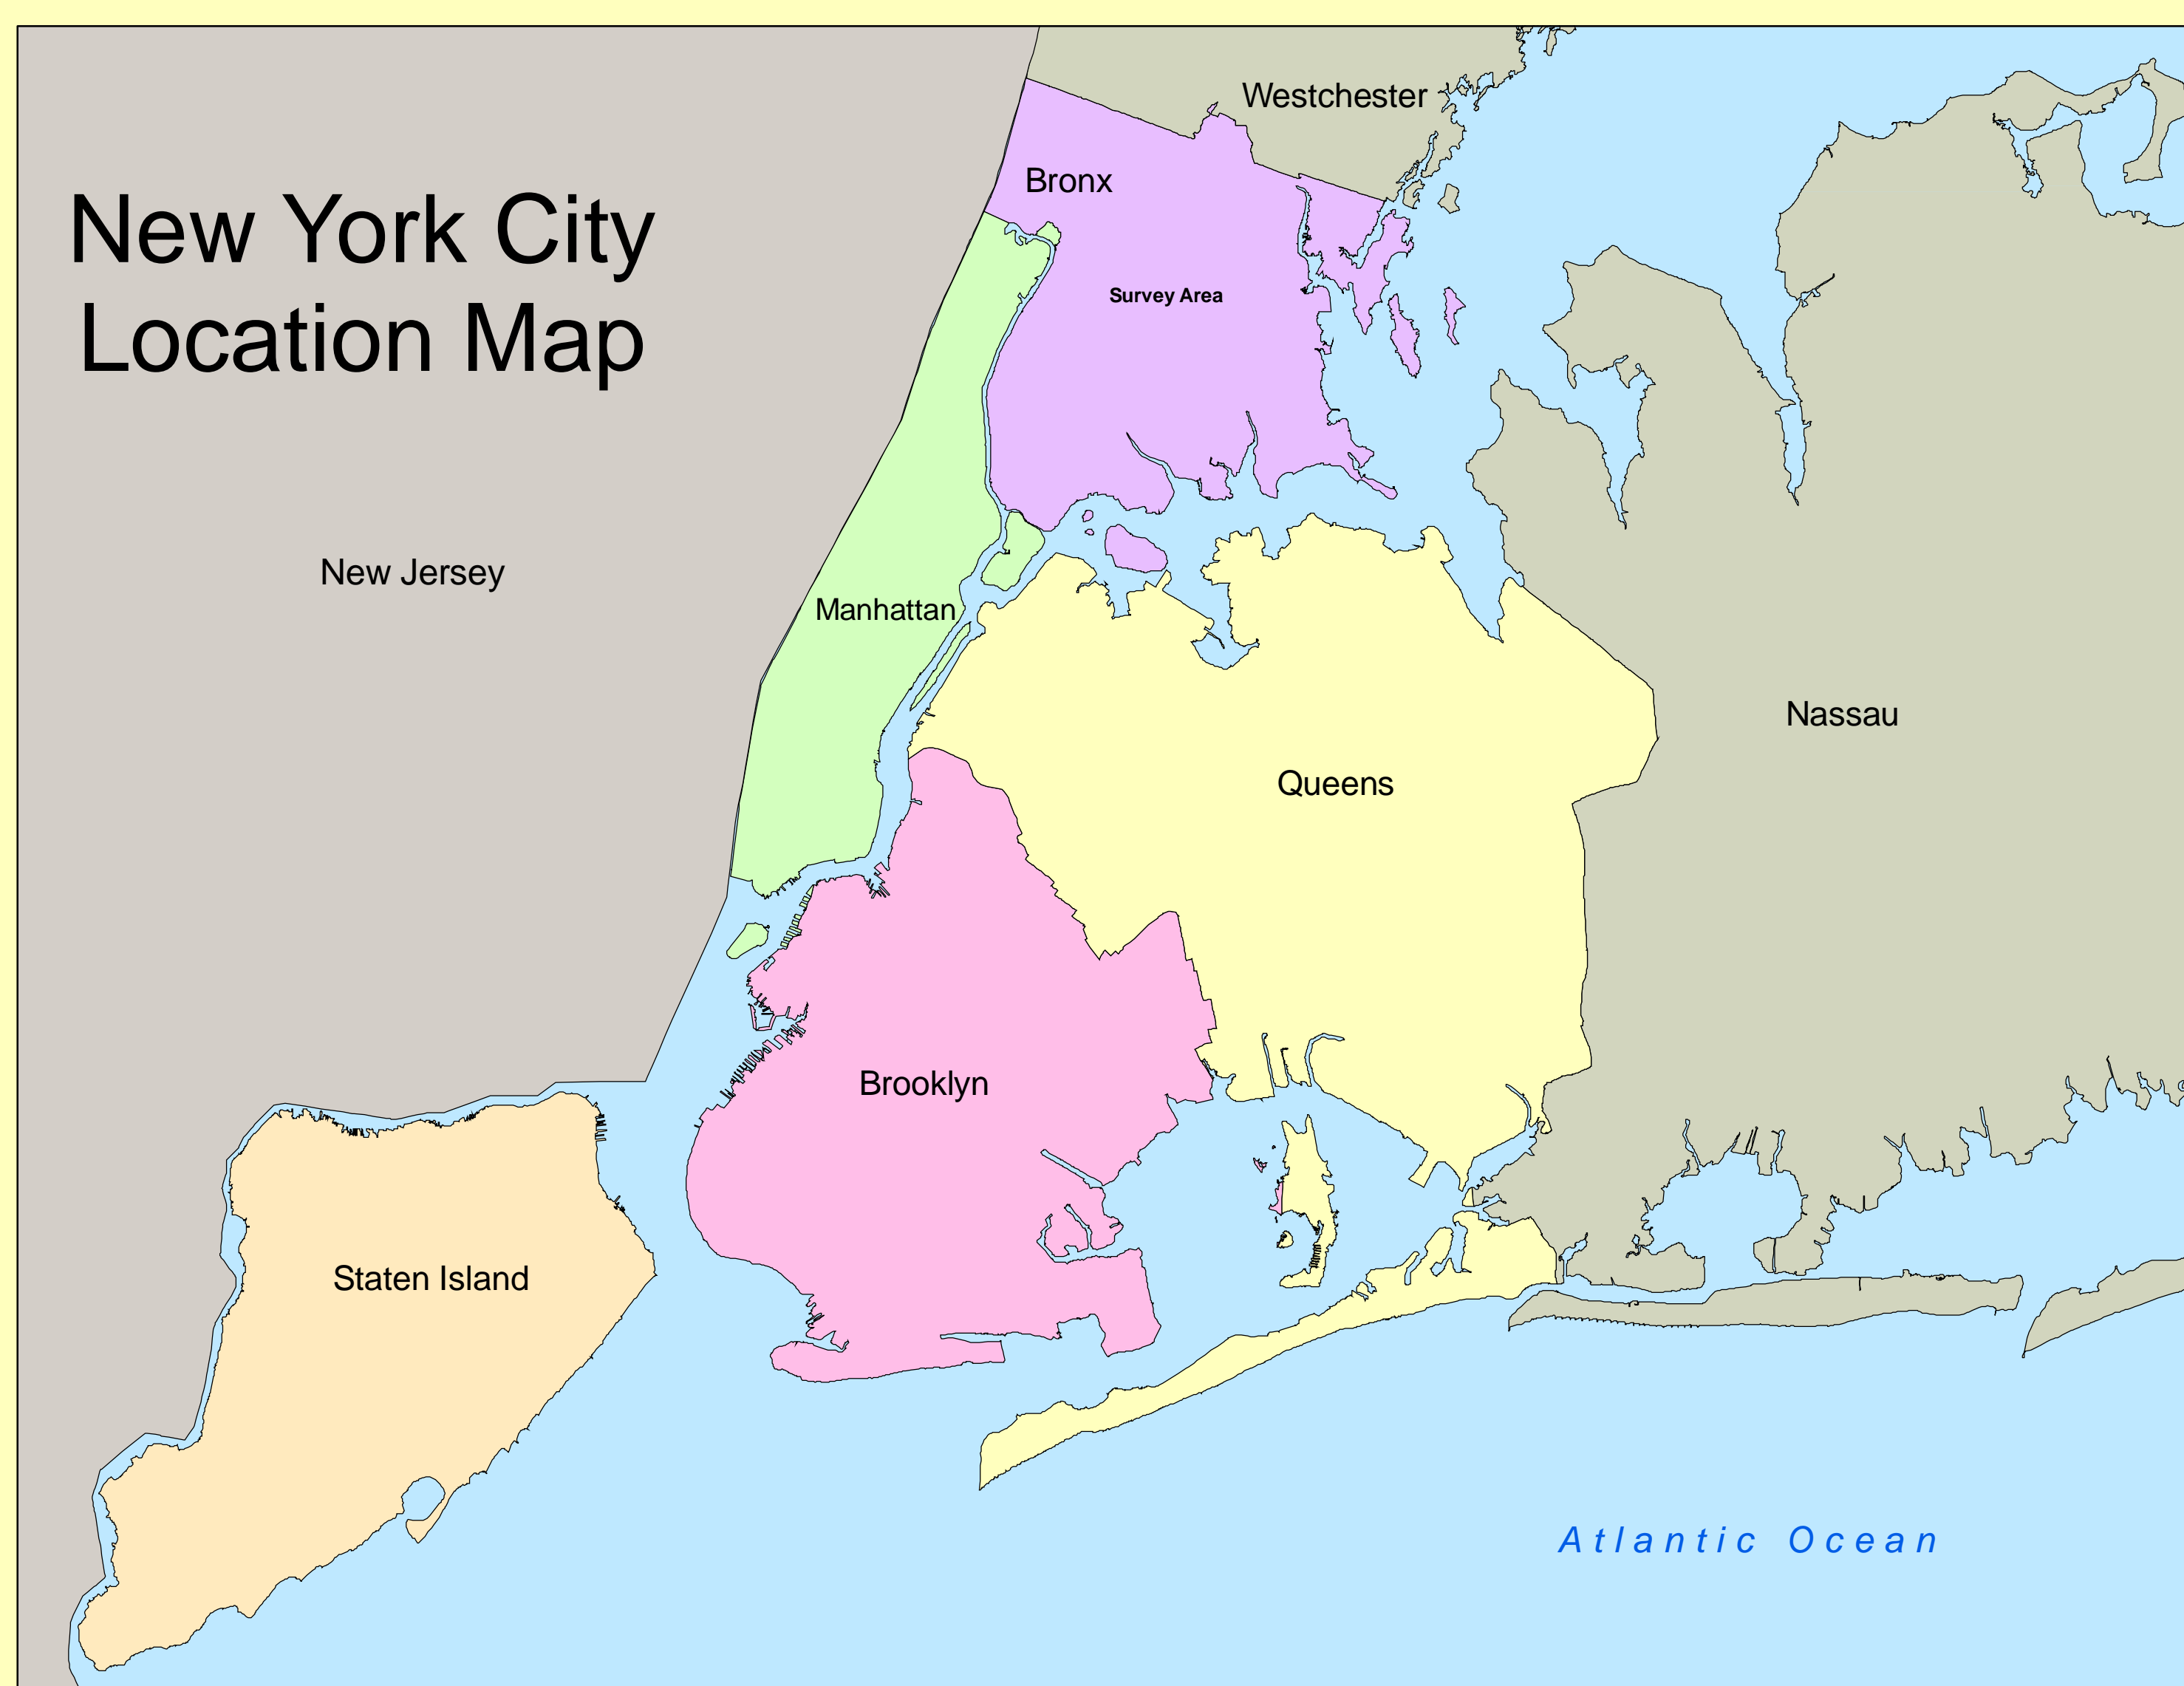 Westchester
Bronx
New York City
Location Map
Survey Area
New Jersey
Manhattan
Nassau
Queens
Brooklyn
Staten Island
Atlantic Ocean